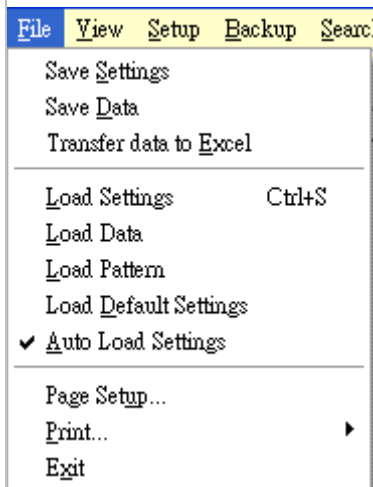 File View Setup Backup Searc
Save Settings
Save Data
Transfer data to Excel
Load Settings Ctrl+S
Load Data
Load Pattern
Load Default Settings
✔ Auto Load Settings
Page Setup...
Print...
Exit